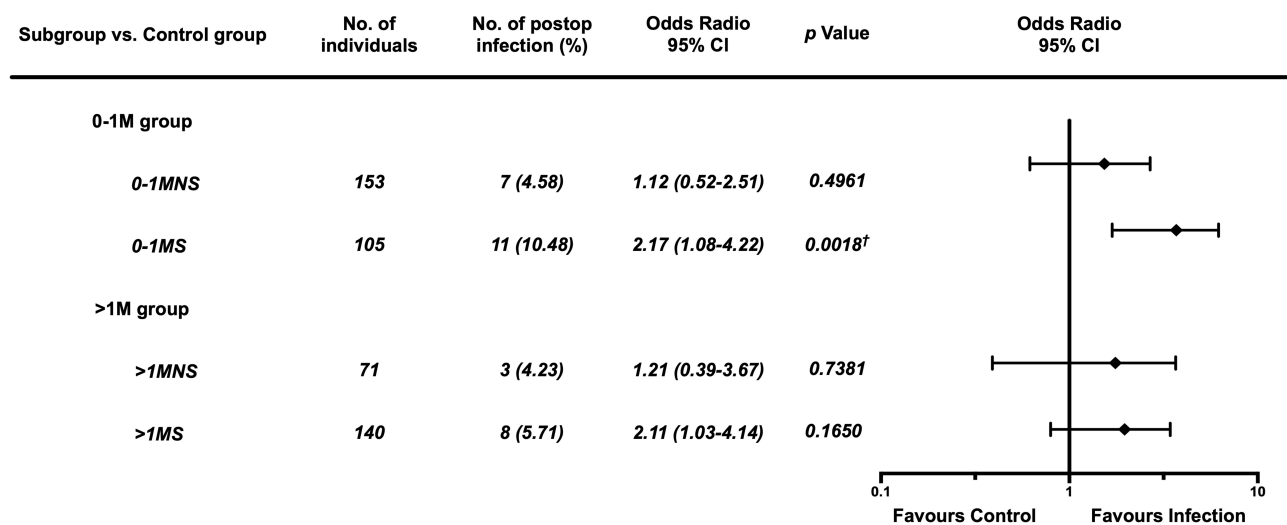 Subgroup vs. Control group
No. of
individuals
No. of postop
infection (%)
Odds Radio
95% CI
p Value
Odds Radio
95% CI
0-1M group
0-1MNS 153 7 (4.58) 1.12 (0.52-2.51) 0.4961
0-1MS 105 11 (10.48) 2.17 (1.08-4.22) 0.0018†
>1M group
>1MNS 71 3 (4.23) 1.21 (0.39-3.67) 0.7381
>1MS 140 8 (5.71) 2.11 (1.03-4.14) 0.1650
0.1 1 10
Favours Control Favours Infection